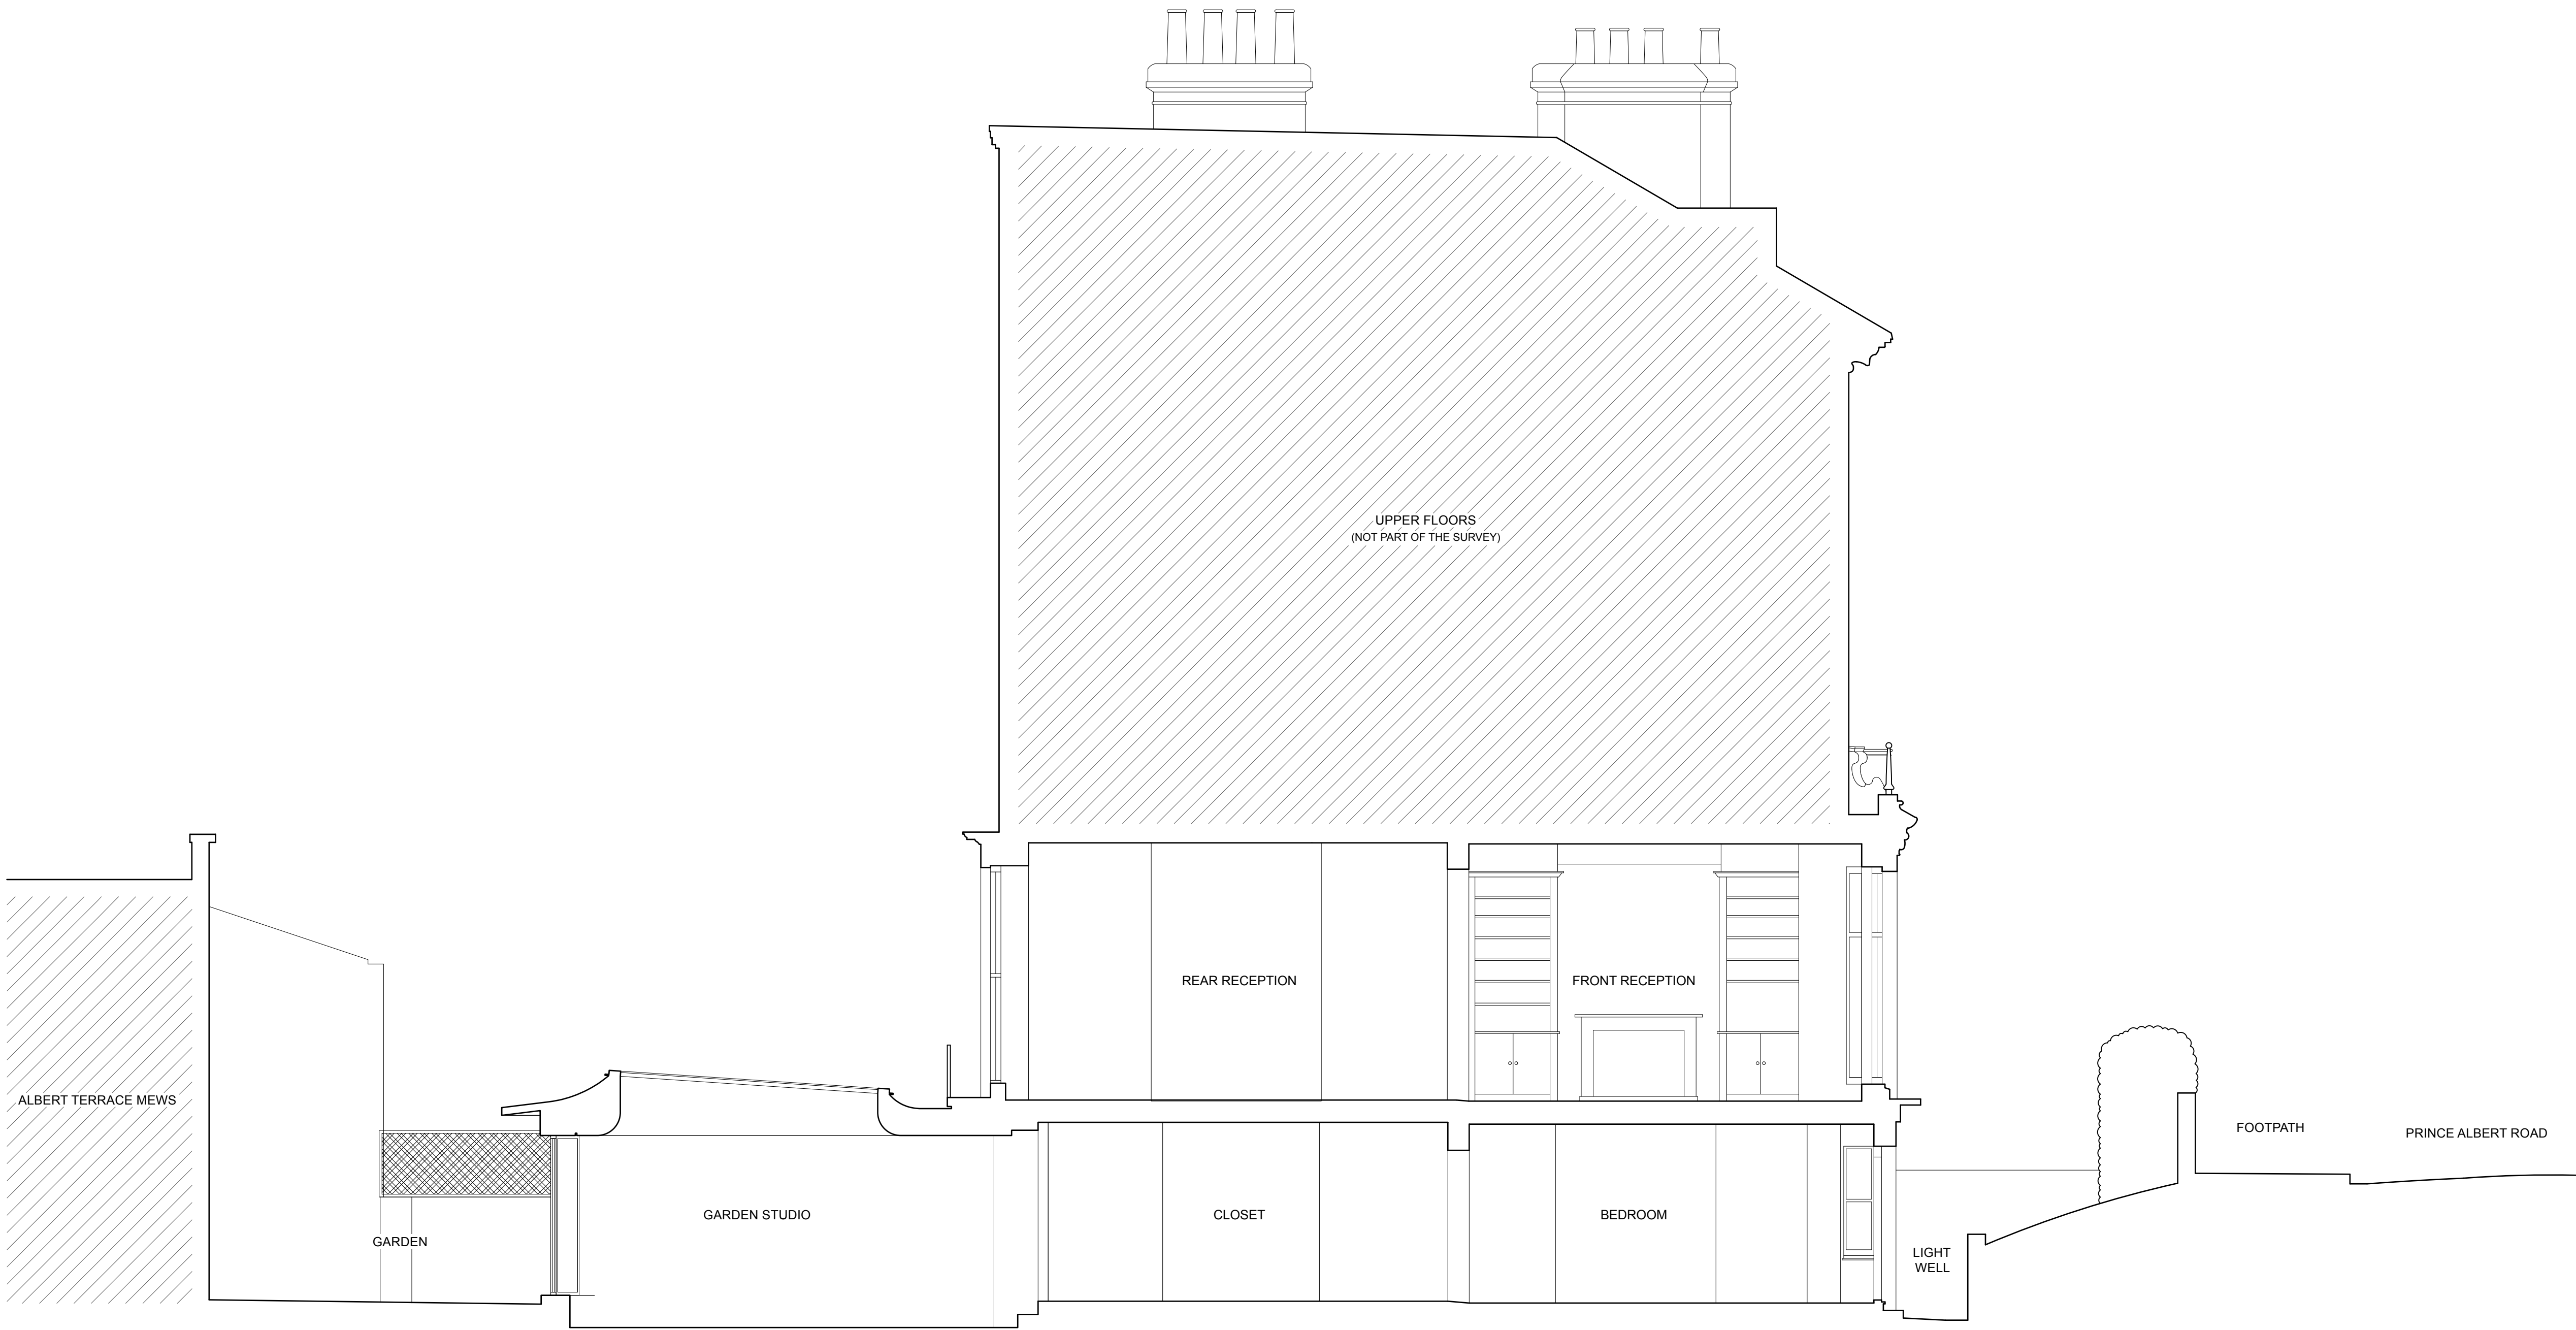 UPPER FLOORS
(NOT PART OF THE SURVEY)
REAR RECEPTION
FRONT RECEPTION
ALBERT TERRACE MEWS
FOOTPATH
PRINCE ALBERT ROAD
GARDEN STUDIO
CLOSET
BEDROOM
GARDEN
LIGHT
WELL